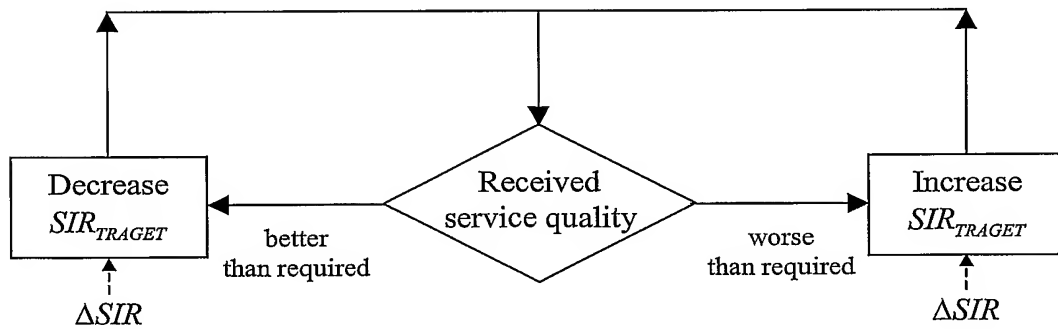 Decrease
SIR_TRAGET
ΔSIR
better
than required
Received
service quality
worse
than required
Increase
SIR_TRAGET
ΔSIR